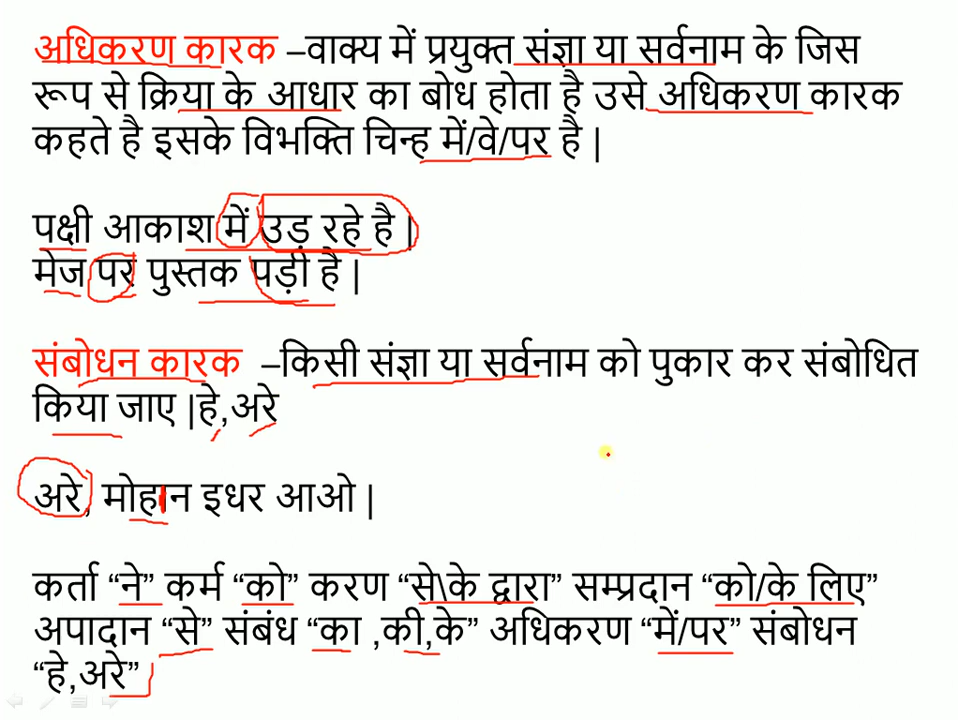 अधिकरण कारक –वाक्य में प्रयुक्त संज्ञा या सर्वनाम के जिस
रूप से क्रिया के आधार का बोध होता है उसे अधिकरण कारक
कहते है इसके विभक्ति चिन्ह में/वे/पर है |
पक्षी आकाश में उड़ रहे है |
मेज पर पुस्तक पड़ी है |
संबोधन कारक –किसी संज्ञा या सर्वनाम को पुकार कर संबोधित
किया जाए |हे,अरे
अरे, मोहन इधर आओ |
कर्ता “ने” कर्म “को” करण “से\के द्वारा” सम्प्रदान “को/के लिए”
अपादान “से” संबंध “का ,की,के” अधिकरण “में/पर” संबोधन
“हे,अरे”